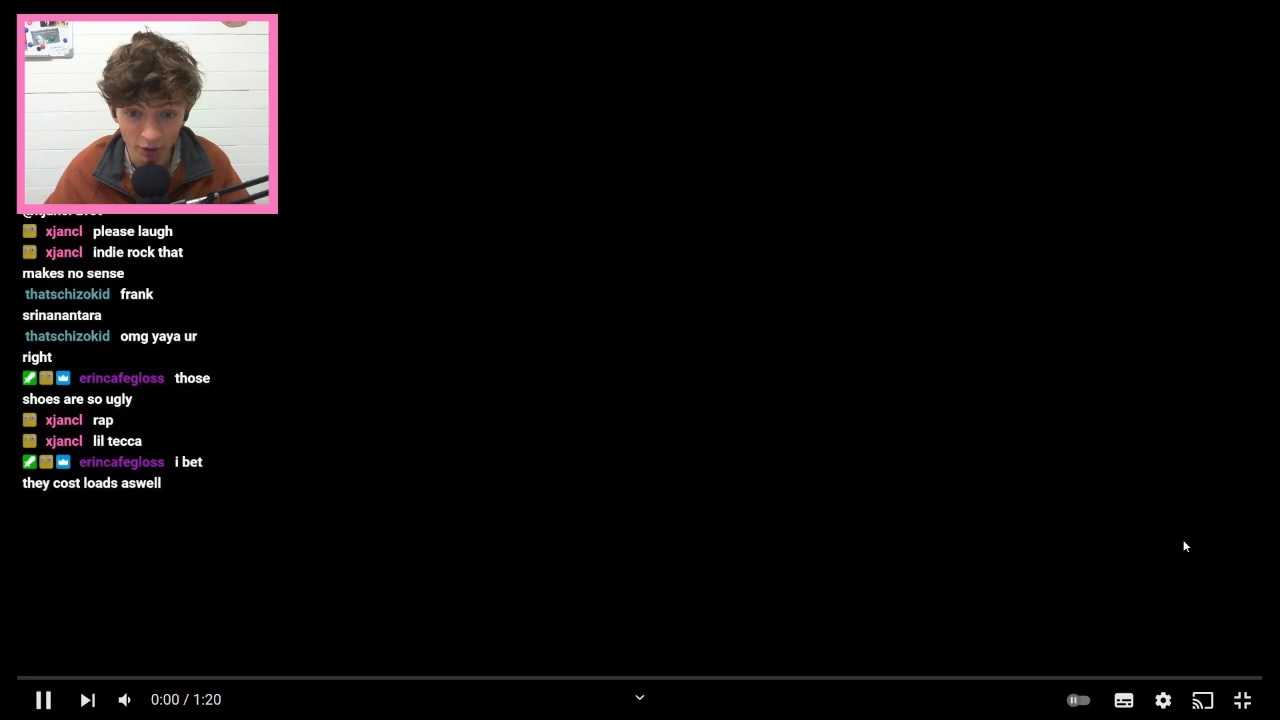 xjancl please laugh
xjancl indie rock that
makes no sense
thatschizokid frank
srinanantara
thatschizokid omg yaya ur
right
erincafegloss those
shoes are so ugly
xjancl rap
xjancl lil tecca
erincafegloss i bet
they cost loads aswell
0:00 / 1:20